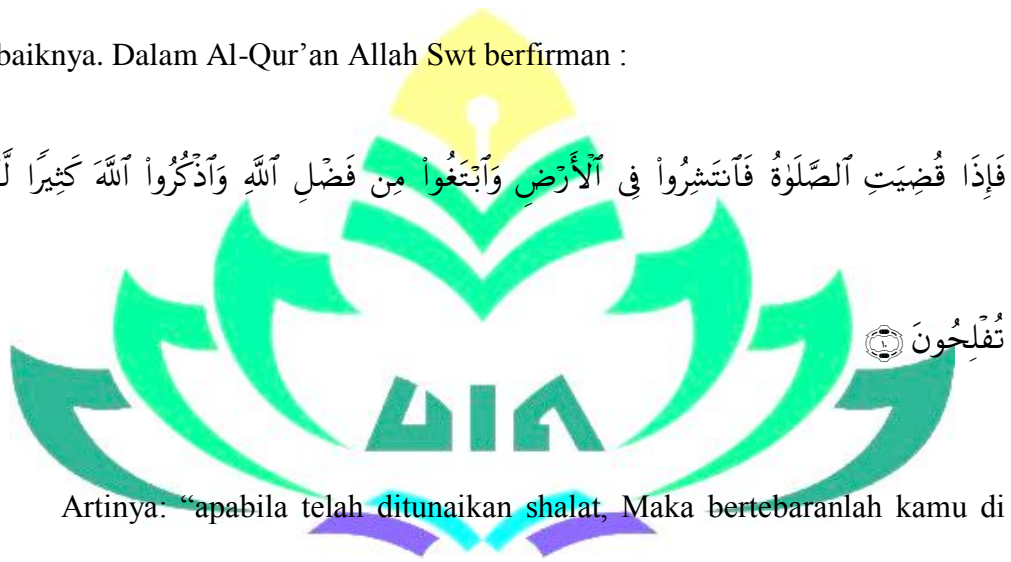 baiknya. Dalam Al-Qur’an Allah Swt berfirman :
فَإِذَا قُضِيَتِ ٱلصَّلَوٰةُ فَٱنتَشِرُواْ فِى ٱلْأَرْضِ وَٱبْتَغُواْ مِن فَضْلِ ٱللَّهِ وَٱذْكُرُواْ ٱللَّهَ كَثِيرًا
تُفْلِحُونَ ۝١٠
Artinya: “apabila telah ditunaikan shalat, Maka bertebaranlah kamu di